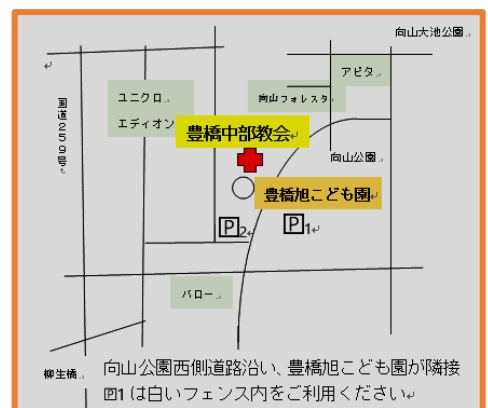 向山大池公園
アピタ
ユニクロ
エディオン
向山フォレスタ
国道259号
豊橋中部教会
向山公園
豊橋旭こども園
P2
P1
バロー
柳生橋
向山公園西側道路沿い、豊橋旭こども園が隣接
P1は白いフェンス内をご利用ください